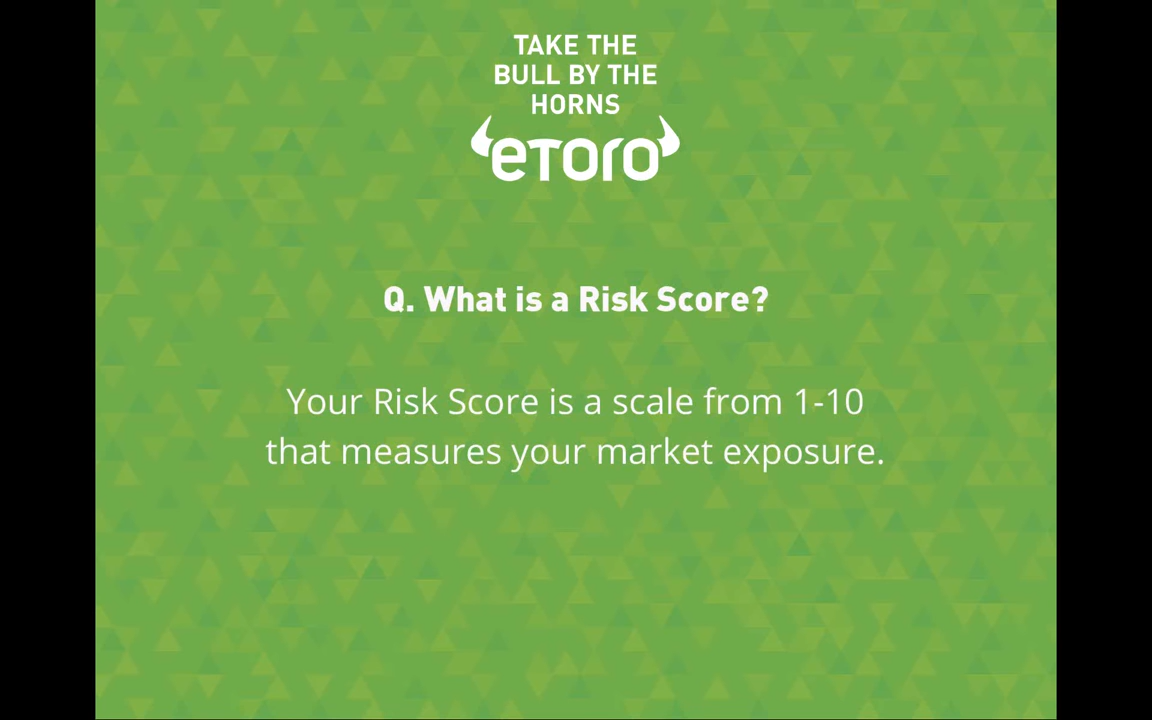 TAKE THE
BULL BY THE
HORNS
eToro
Q. What is a Risk Score?
Your Risk Score is a scale from 1-10
that measures your market exposure.